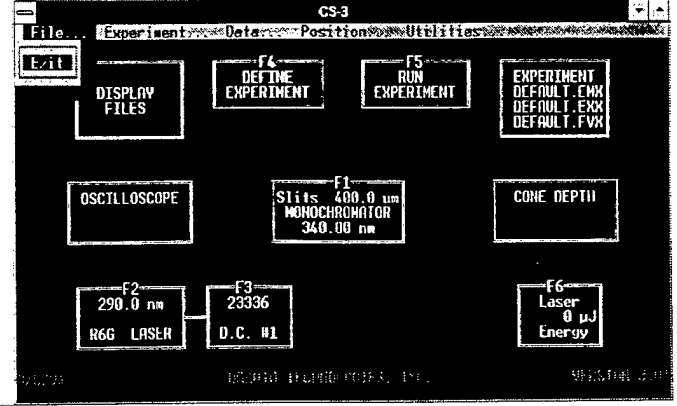 CS-3
File... Experiment Data... Position Utilities
Exit
DISPLAY
FILES
F4
DEFINE
EXPERIMENT
F5
RUN
EXPERIMENT
EXPERIMENT
DEFAULT.EMX
DEFAULT.EXX
DEFAULT.FVX
OSCILLOSCOPE
F1
Slits 400.0 um
MONOCHROMATOR
340.00 nm
CONE DEPTH
F2
290.0 nm
R6G LASER
F3
23336
D.C. #1
F6
Laser
0 µJ
Energy